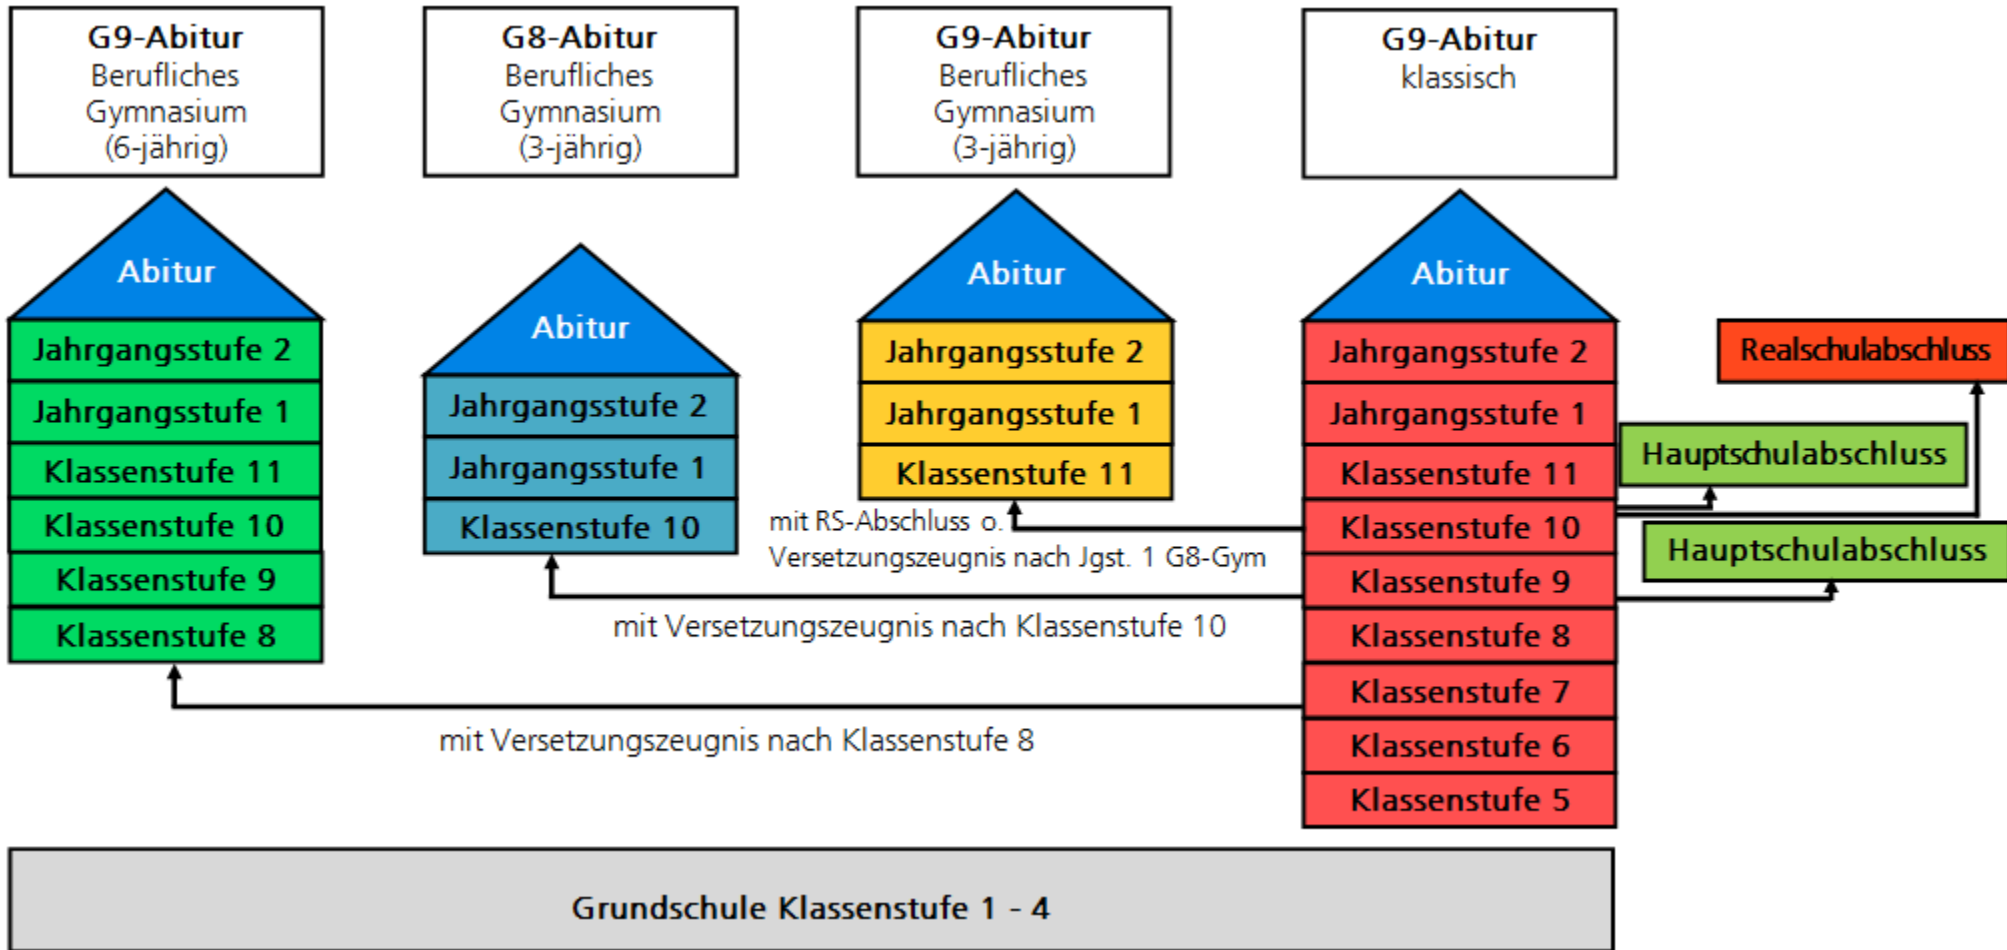 G9-Abitur
Berufliches
Gymnasium
(6-jährig)
G8-Abitur
Berufliches
Gymnasium
(3-jährig)
G9-Abitur
Berufliches
Gymnasium
(3-jährig)
G9-Abitur
klassisch
Abitur
Jahrgangsstufe 2
Jahrgangsstufe 1
Klassenstufe 11
Klassenstufe 10
Klassenstufe 9
Klassenstufe 8
Abitur
Jahrgangsstufe 2
Jahrgangsstufe 1
Klassenstufe 10
Abitur
Jahrgangsstufe 2
Jahrgangsstufe 1
Klassenstufe 11
Abitur
Jahrgangsstufe 2
Jahrgangsstufe 1
Klassenstufe 11
Klassenstufe 10
Klassenstufe 9
Klassenstufe 8
Klassenstufe 7
Klassenstufe 6
Klassenstufe 5
Realschulabschluss
Hauptschulabschluss
Hauptschulabschluss
mit RS-Abschluss o.
Versetzungszeugnis nach Jgst. 1 G8-Gym
mit Versetzungszeugnis nach Klassenstufe 10
mit Versetzungszeugnis nach Klassenstufe 8
Grundschule Klassenstufe 1 - 4